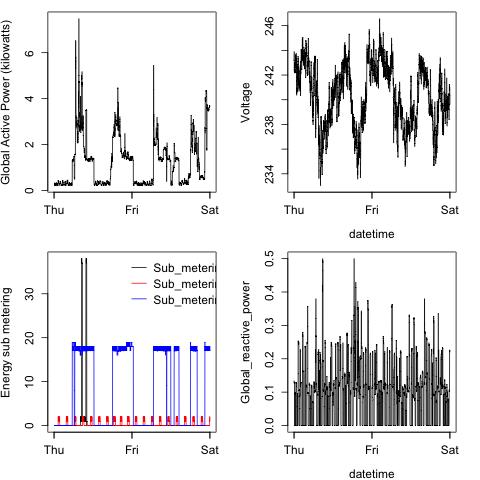 Global Active Power (kilowatts)
0 2 4 6
Thu Fri Sat
Voltage
234 238 242 246
Thu Fri Sat
datetime
Energy sub metering
0 10 20 30
Sub_meterin
Sub_meterin
Sub_meterin
Thu Fri Sat
Global_reactive_power
0.0 0.1 0.2 0.3 0.4 0.5
Thu Fri Sat
datetime